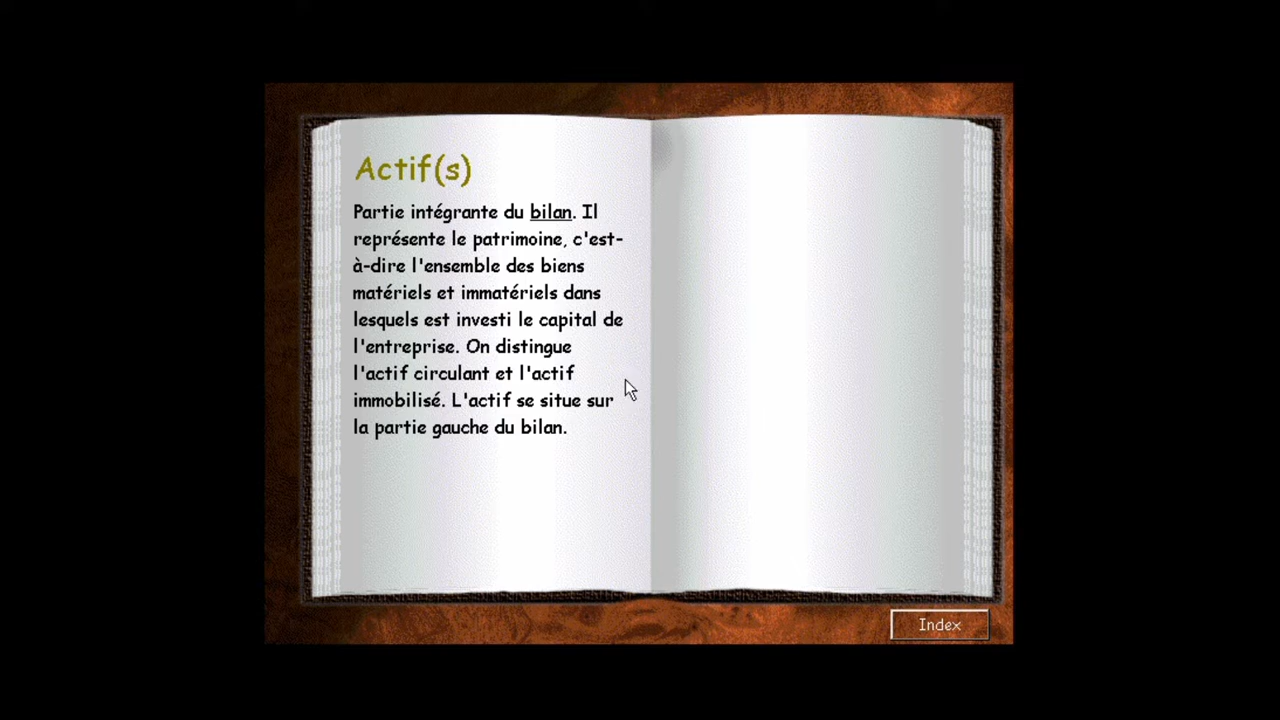 Actif(s)
Partie intégrante du bilan. Il
représente le patrimoine, c'est-
à-dire l'ensemble des biens
matériels et immatériels dans
lesquels est investi le capital de
l'entreprise. On distingue
l'actif circulant et l'actif
immobilisé. L'actif se situe sur
la partie gauche du bilan.
Index